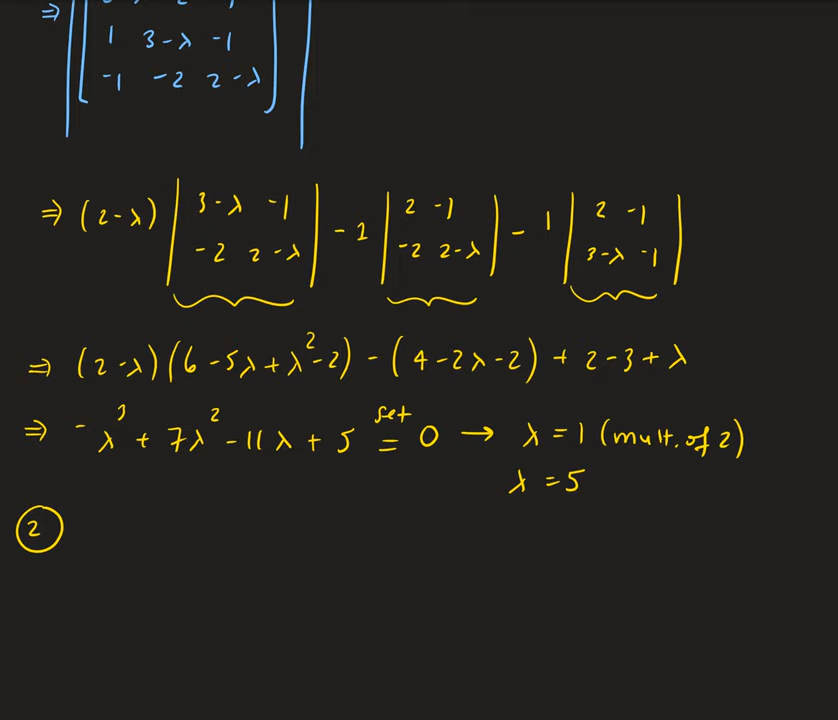 ⇒
1 3-λ -1
-1 -2 2-λ
⇒ (2-λ) | 3-λ -1 | - 1 | 2 -1 | - 1 | 2 -1 |
| -2 2-λ | | -2 2-λ | | 3-λ -1 |
⇒ (2-λ)(6-5λ+λ²-2) - (4-2λ-2) + 2-3+λ
⇒ -λ³ + 7λ² - 11λ + 5 set = 0 → λ = 1 (mult. of 2)
λ = 5
②